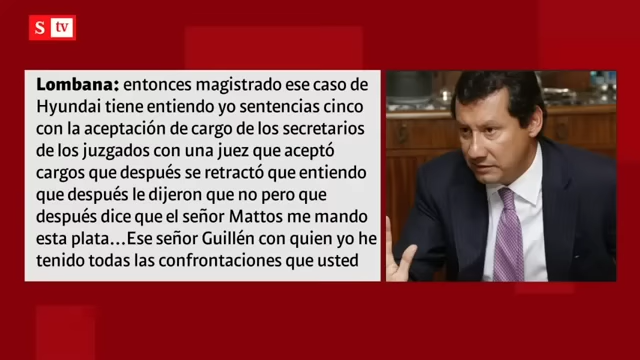 S tv
Lombana: entonces magistrado ese caso de
Hyundai tiene entiendo yo sentencias cinco
con la aceptación de cargo de los secretarios
de los juzgados con una juez que aceptó
cargos que después se retractó que entiendo
que después le dijeron que no pero que
después dice que el señor Mattos me mando
esta plata...Ese señor Guillén con quien yo he
tenido todas las confrontaciones que usted